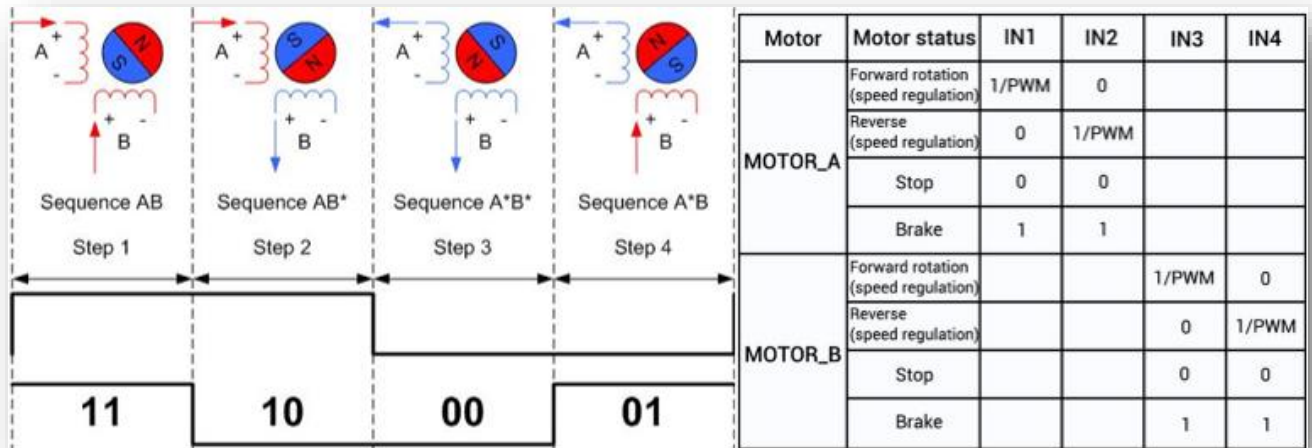 A + -
S N
+ -
B
Sequence AB
Step 1
A + -
S N
+ -
B
Sequence AB*
Step 2
A + -
N S
+ -
B
Sequence A*B*
Step 3
A + -
N S
+ -
B
Sequence A*B
Step 4
11 10 00 01
Motor Motor status IN1 IN2 IN3 IN4
MOTOR_A
Forward rotation
(speed regulation) 1/PWM 0
Reverse
(speed regulation) 0 1/PWM
Stop 0 0
Brake 1 1
MOTOR_B
Forward rotation
(speed regulation) 1/PWM 0
Reverse
(speed regulation) 0 1/PWM
Stop 0 0
Brake 1 1